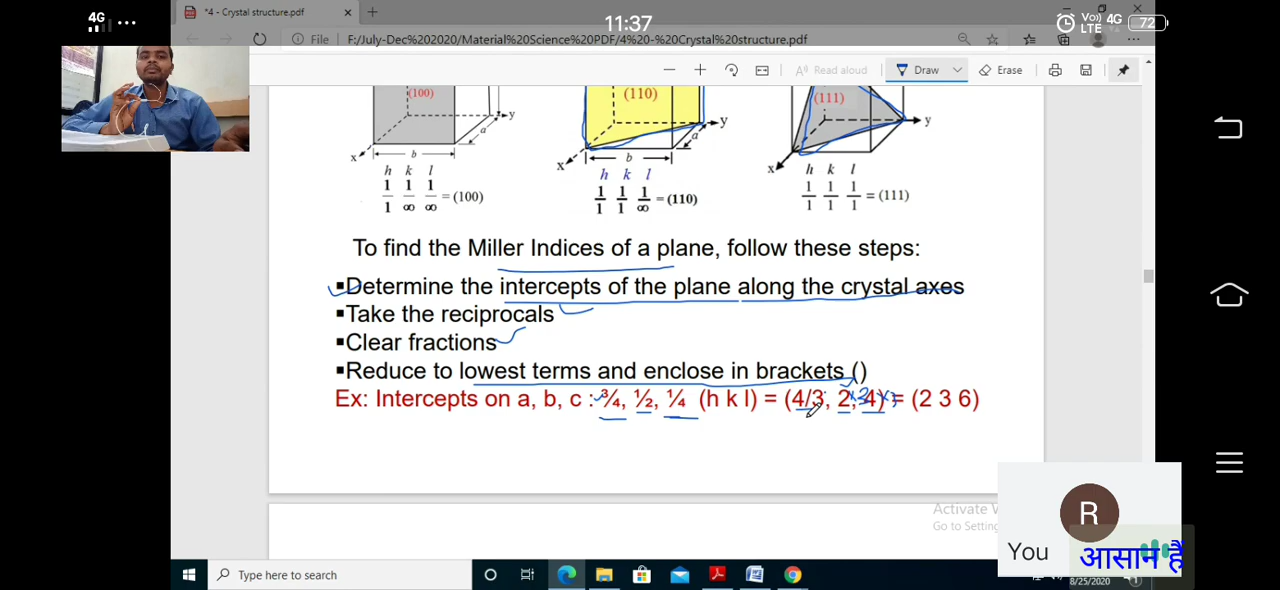 4G
11:37
Vo)
LTE 4G 72
*4 - Crystal structure.pdf
File F:/July-Dec%202020/Material%20Science%20PDF/4%20-%20Crystal%20structure.pdf
Read aloud Draw Erase
(100) (110) (111)
y y y
a a
x b x b x
h k l h k l h k l
1 1 1 1 1 1 1 1 1
= (100) = (110) = (111)
1 ∞ ∞ 1 1 ∞ 1 1 1
To find the Miller Indices of a plane, follow these steps:
▪Determine the intercepts of the plane along the crystal axes
▪Take the reciprocals
▪Clear fractions
▪Reduce to lowest terms and enclose in brackets ()
Ex: Intercepts on a, b, c : ¾, ½, ¼ (h k l) = (4/3, 2, 4) = (2 3 6)
Activate
Go to Setting
R
You
आसान है
Type here to search
8/25/2020